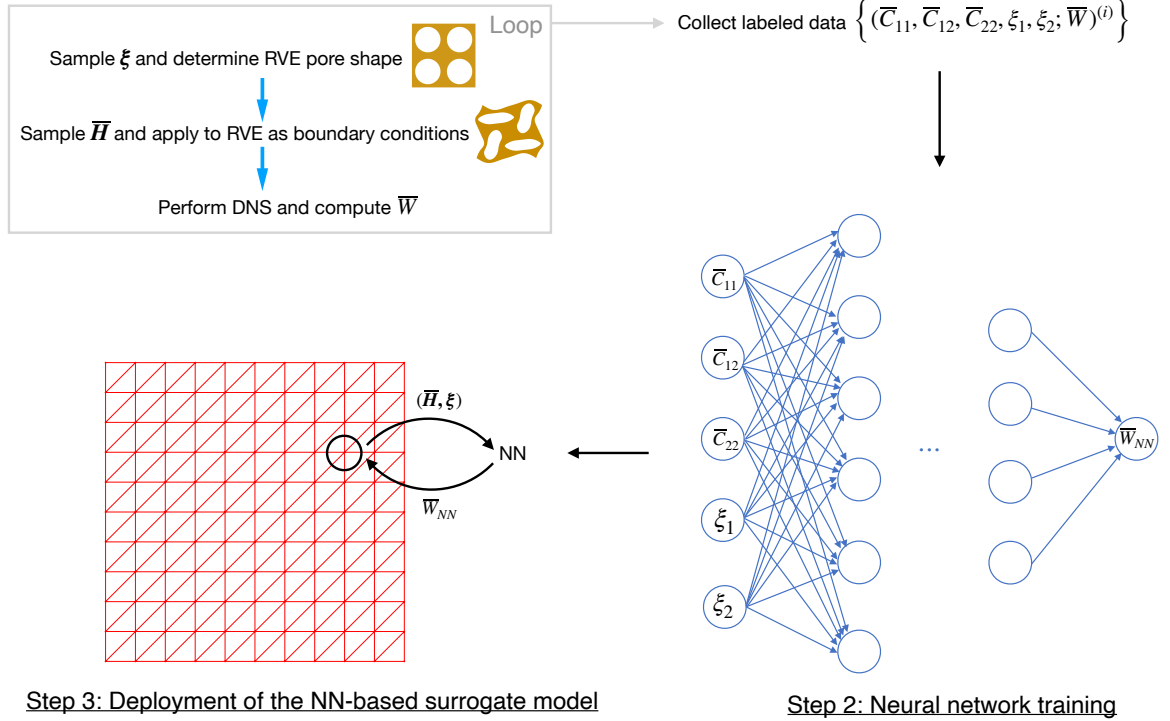 Loop
Sample ξ and determine RVE pore shape
Sample H̅ and apply to RVE as boundary conditions
Perform DNS and compute W̅
Collect labeled data {(C̅₁₁, C̅₁₂, C̅₂₂, ξ₁, ξ₂; W̅)⁽ⁱ⁾}
C̅₁₁
C̅₁₂
C̅₂₂
ξ₁
ξ₂
...
W̅_NN
(H̅, ξ)
NN
W̅_NN
Step 3: Deployment of the NN-based surrogate model
Step 2: Neural network training